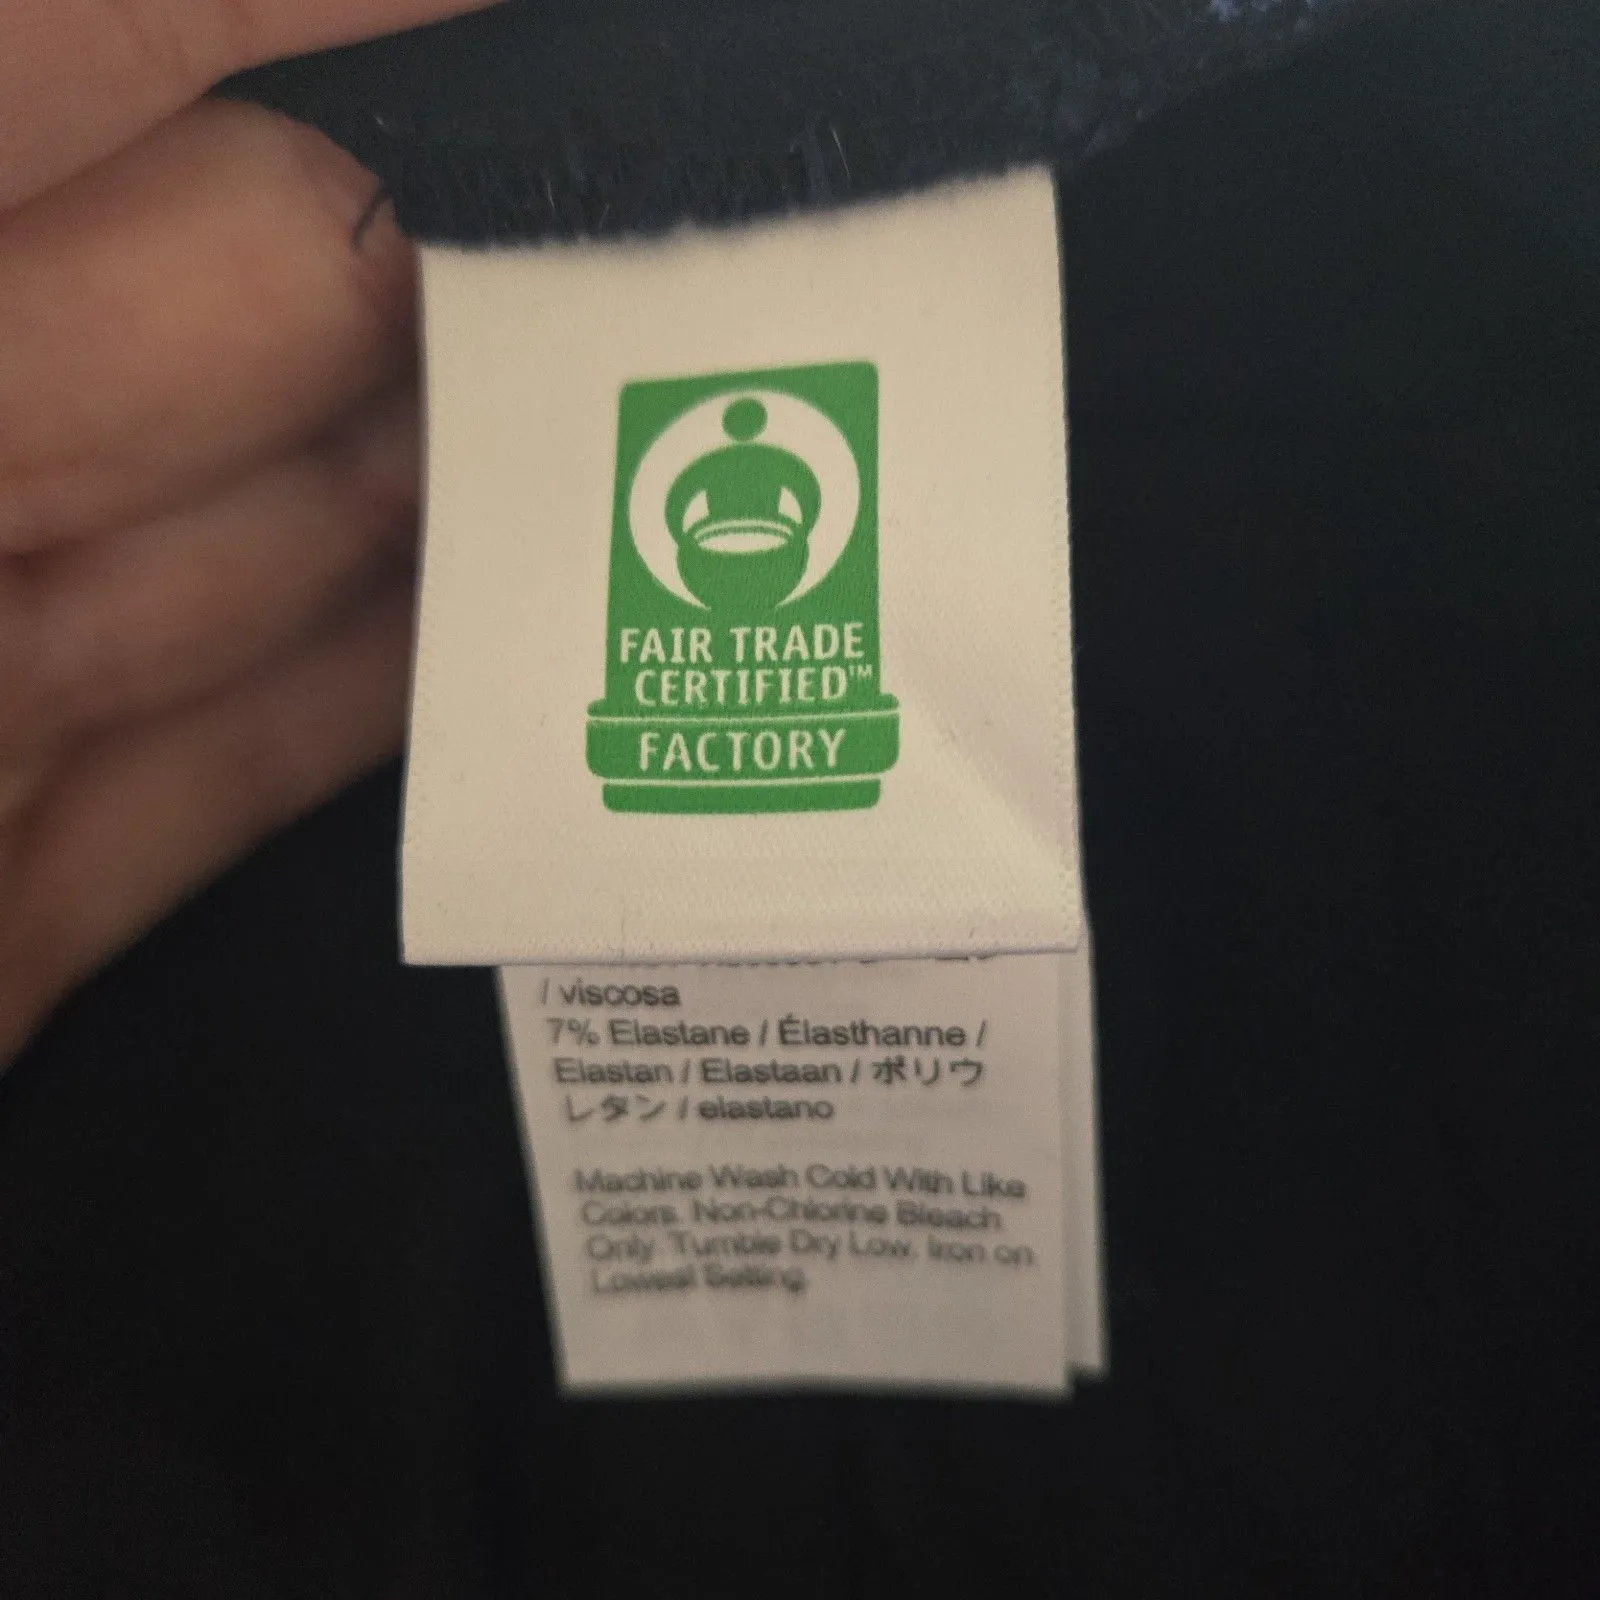 FAIR TRADE
CERTIFIED™
FACTORY
/ viscosa
7% Elastane / Élasthanne /
Elastan / Elastaan / ポリウ
レタン / elastano
Machine Wash Cold With Like
Colors. Non-Chlorine Bleach
Only. Tumble Dry Low. Iron on
Lowest Setting.